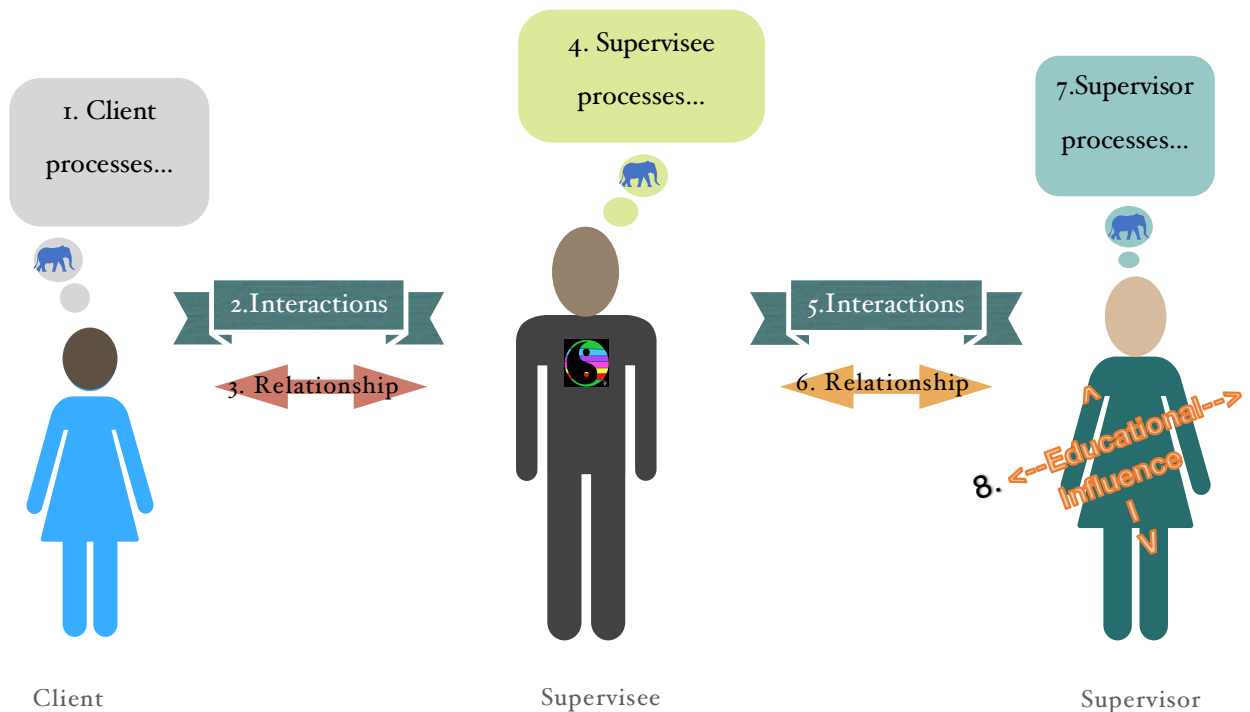 1. Client
processes...
2.Interactions
3. Relationship
4. Supervisee
processes...
5.Interactions
6. Relationship
7.Supervisor
processes...
8. <--Educational-->
Influence
Client
Supervisee
Supervisor